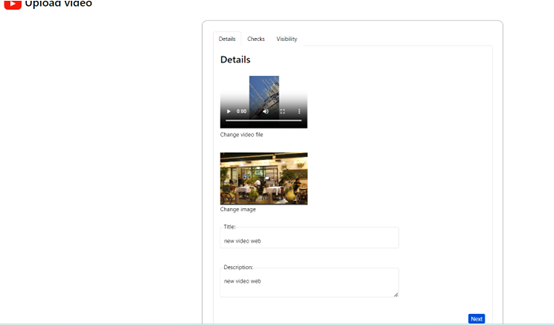 Upload video
Details Checks Visibility
Details
0:00
Change video file
Change image
Title:
new video web
Description:
new video web
Next